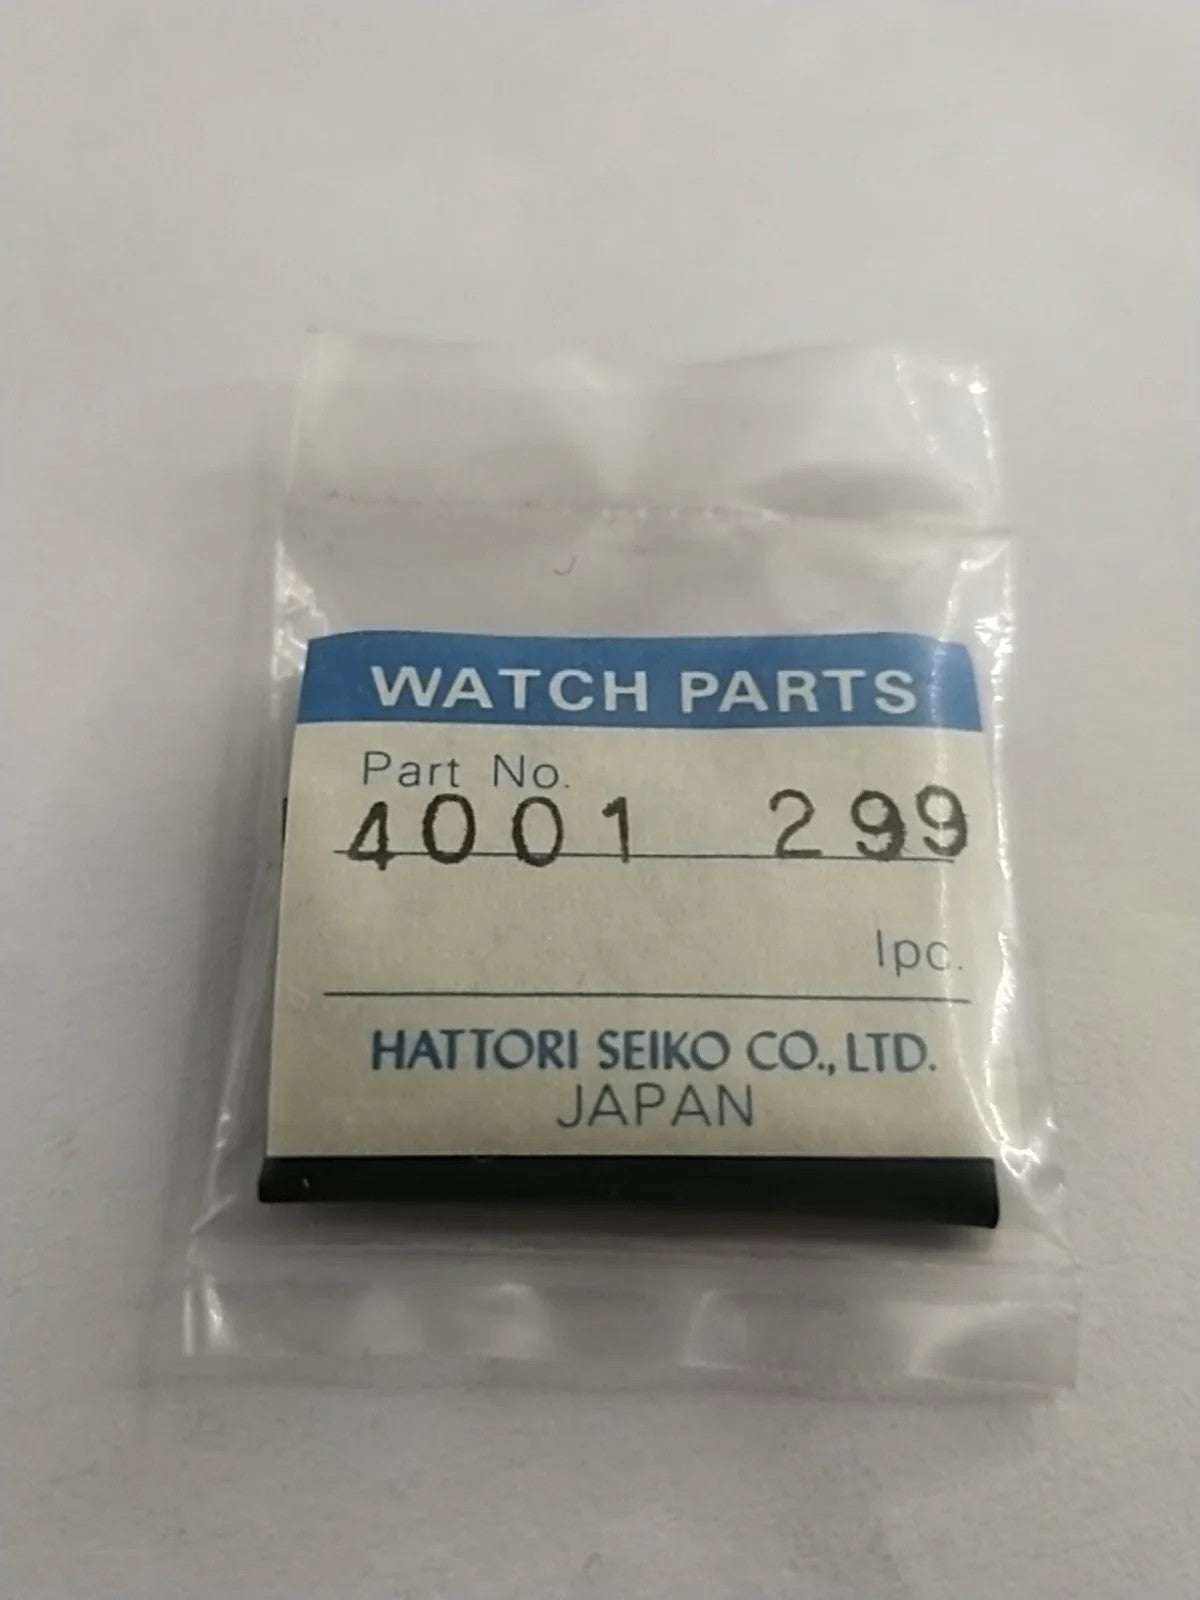 WATCH PARTS
Part No.
4001 299
1pc.
HATTORI SEIKO CO., LTD.
JAPAN